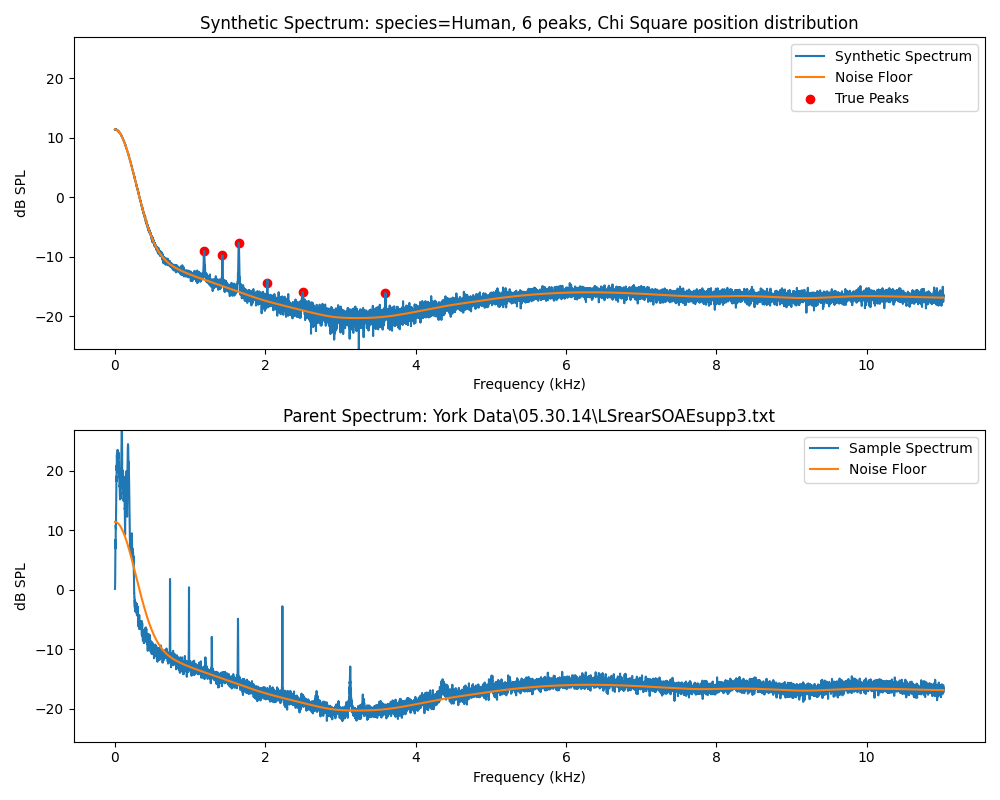 Synthetic Spectrum: species=Human, 6 peaks, Chi Square position distribution
Synthetic Spectrum
Noise Floor
True Peaks
dB SPL
20
10
0
−10
−20
0 2 4 6 8 10
Frequency (kHz)
Parent Spectrum: York Data\05.30.14\LSrearSOAEsupp3.txt
Sample Spectrum
Noise Floor
dB SPL
20
10
0
−10
−20
0 2 4 6 8 10
Frequency (kHz)